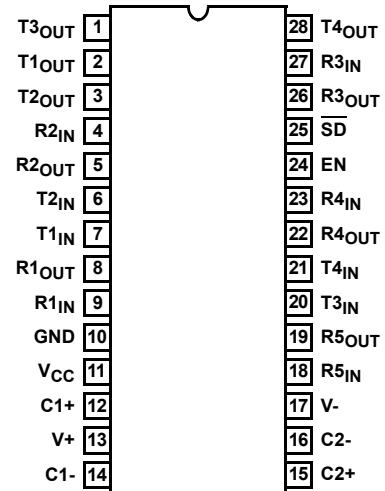 T3OUT 1 28 T4OUT
T1OUT 2 27 R3IN
T2OUT 3 26 R3OUT
R2IN 4 25 SD
R2OUT 5 24 EN
T2IN 6 23 R4IN
T1IN 7 22 R4OUT
R1OUT 8 21 T4IN
R1IN 9 20 T3IN
GND 10 19 R5OUT
VCC 11 18 R5IN
C1+ 12 17 V-
V+ 13 16 C2-
C1- 14 15 C2+